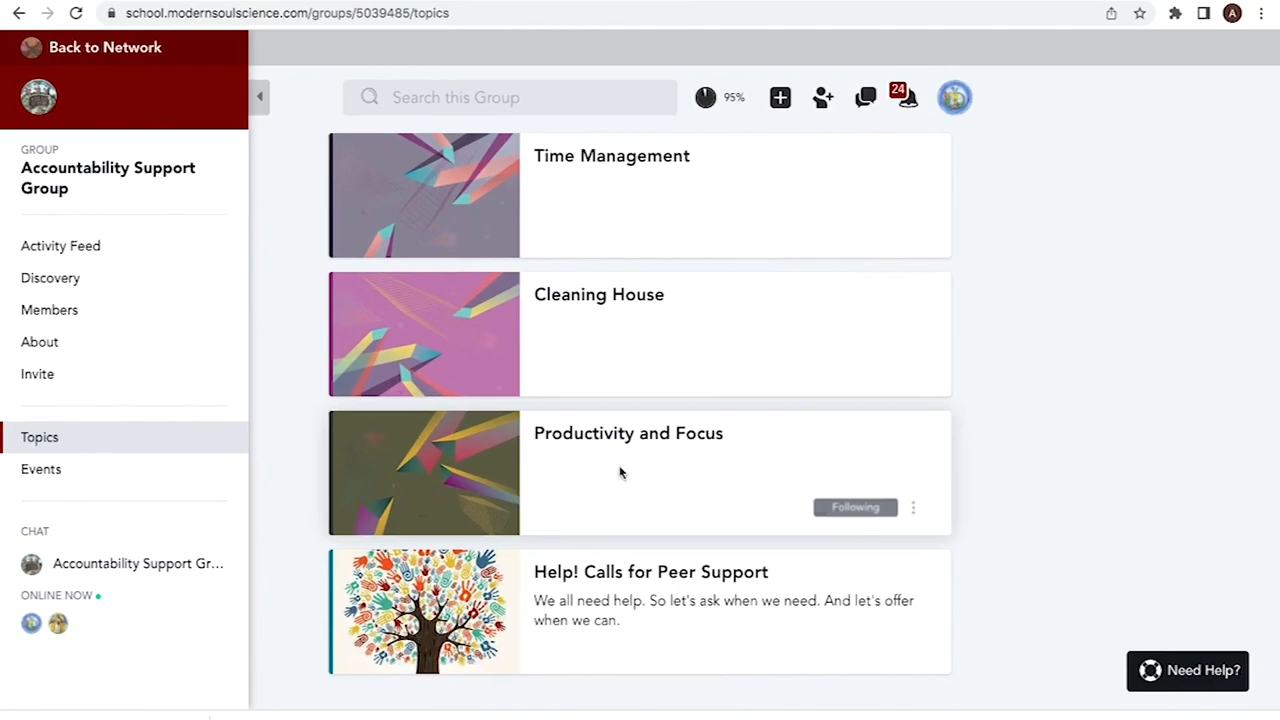 school.modernsoulscience.com/groups/5039485/topics
A
Back to Network
Search this Group
95%
24
GROUP
Accountability Support
Group
Activity Feed
Discovery
Members
About
Invite
Topics
Events
CHAT
Accountability Support Gr...
ONLINE NOW
Time Management
Cleaning House
Productivity and Focus
Following
Help! Calls for Peer Support
We all need help. So let's ask when we need. And let's offer
when we can.
Need Help?